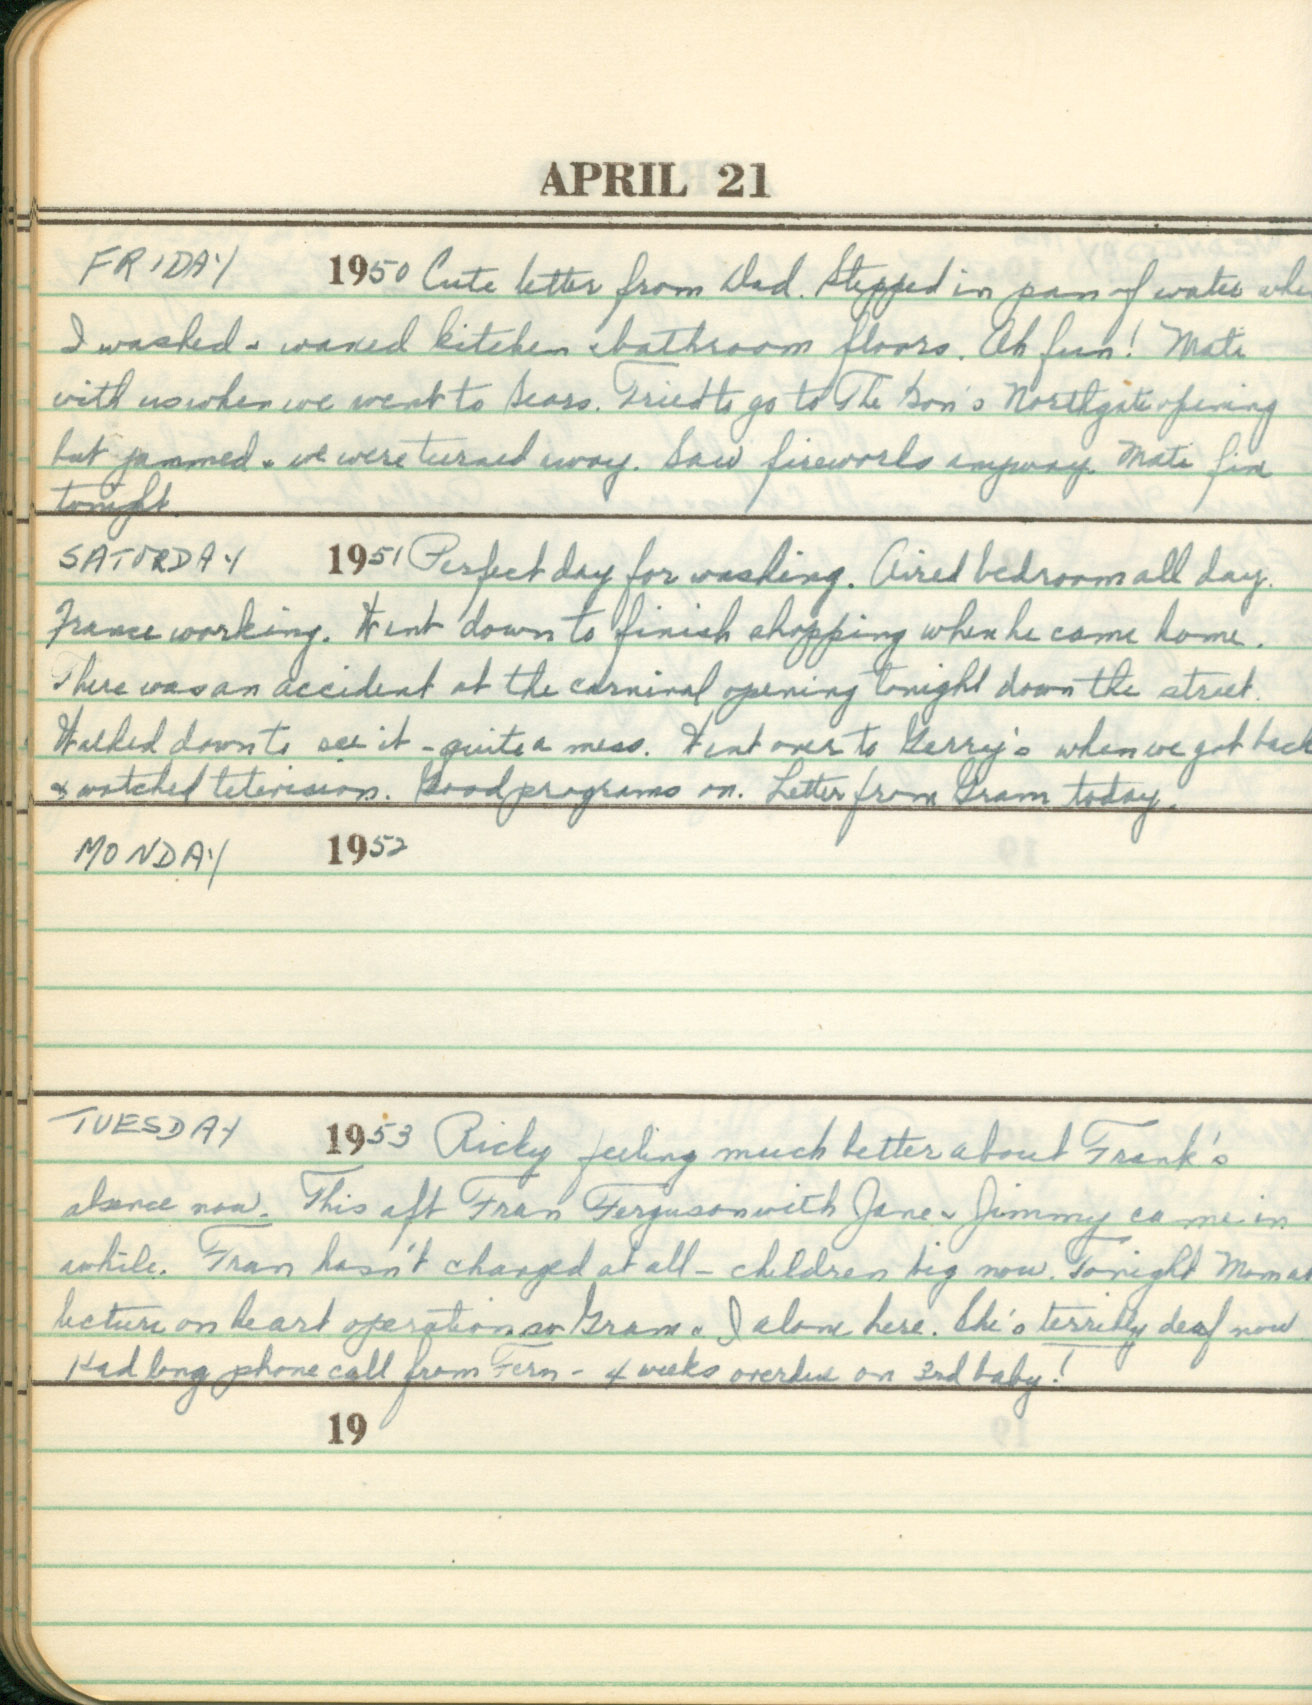 APRIL 21
FRIDAY 1950 Cute letter from Dad. Stepped in pan of water whe
I washed & waxed kitchen & bathroom floors. Oh fun! Mate
with us when we went to Sears. Tried to go to The Bon's Northgate opening
but jammed & we were turned away. Saw fireworks anyway. Mate fix
tonight.
SATURDAY 1951 Perfect day for washing. Aired bedroom all day.
France working. Went down to finish shopping when he came home.
There was an accident at the carnival opening tonight down the street.
Walked down to see it - quite a mess. Went over to Gerry's when we got back
& watched television. Good programs on. Letter from Gram today.
MONDAY 1952
TUESDAY 1953 Ricky feeling much better about Frank's
absence now. This aft Fran Ferguson with Jane & Jimmy came in
awhile. Fran hasn't changed at all - children big now. Tonight Mom at
lecture on heart operation so Gram & I alone here. She's terribly deaf now
Had long phone call from Fern - 4 weeks overdue on 3rd baby!
19